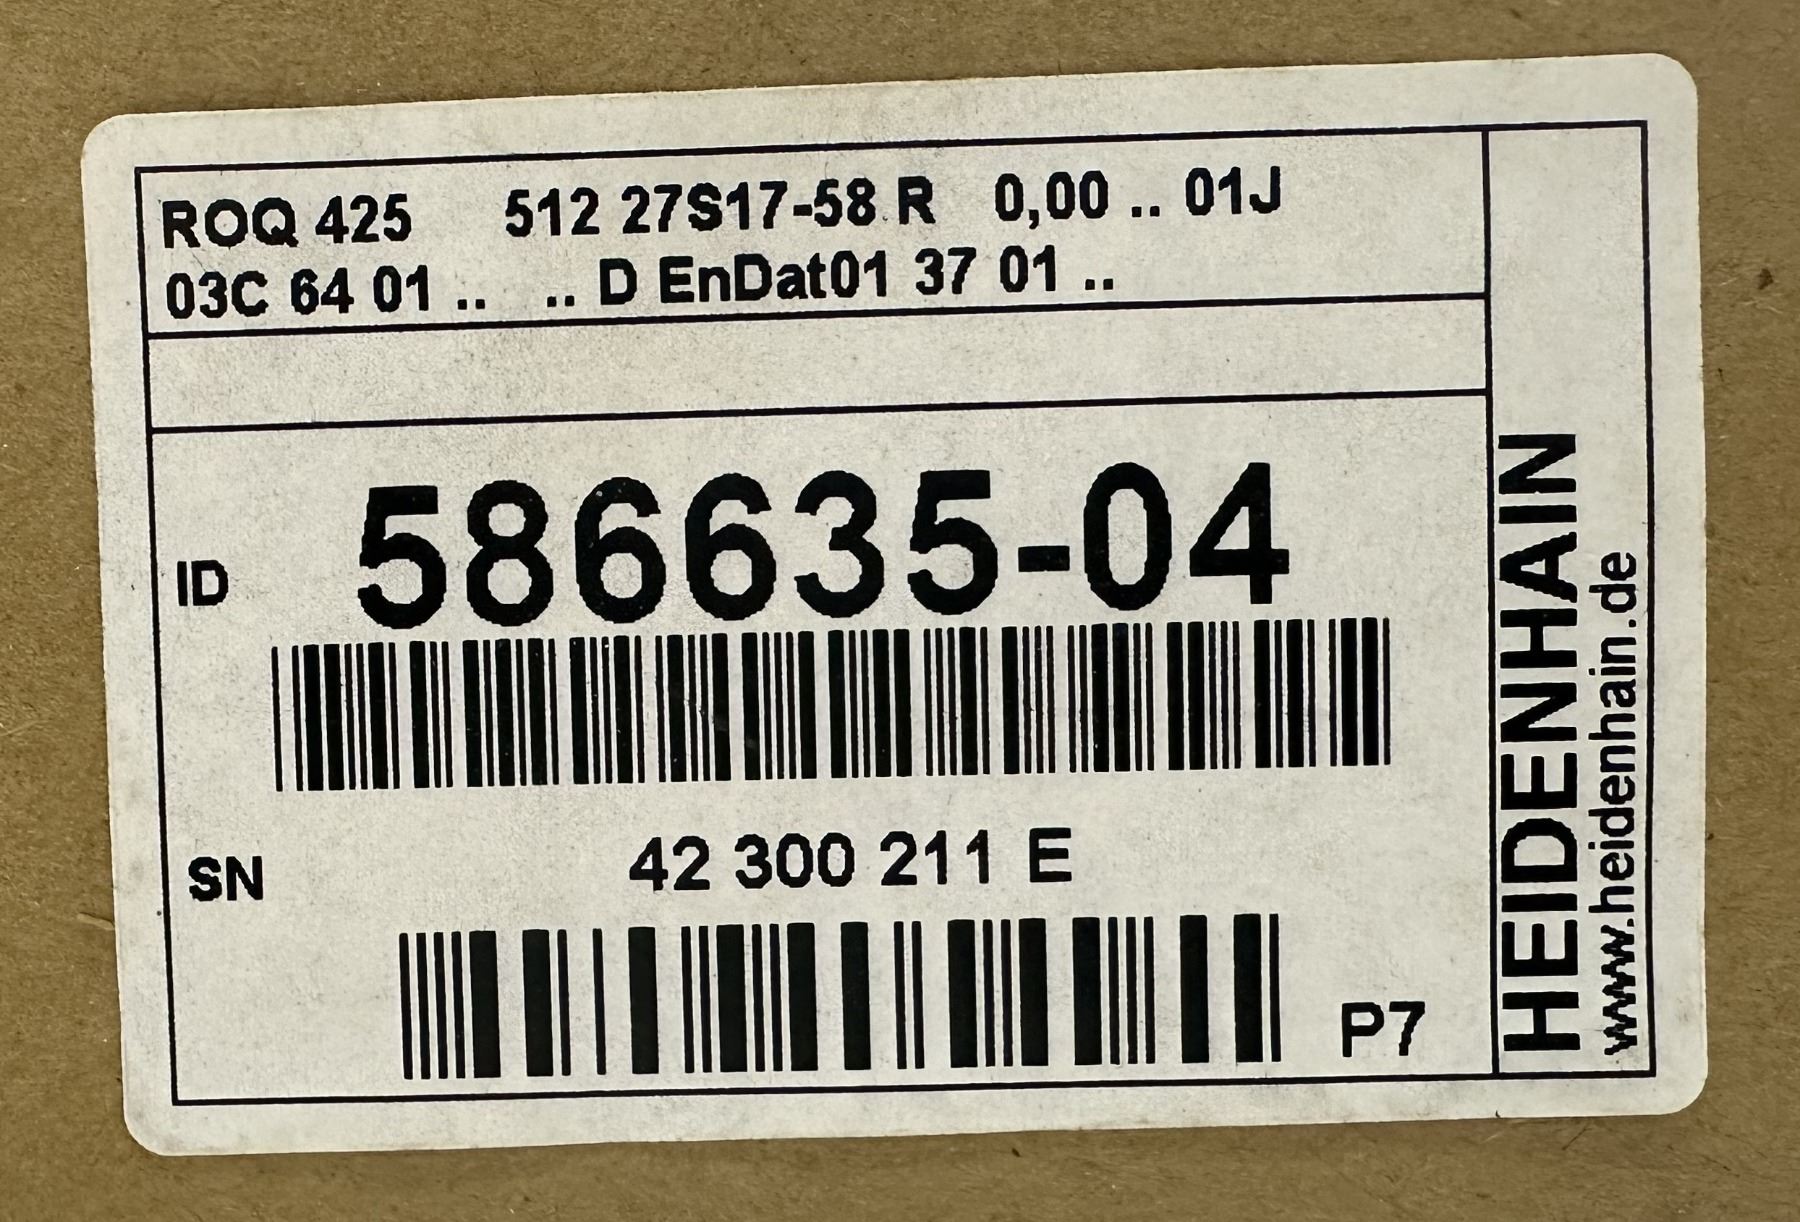 ROQ 425 512 27S17-58 R 0,00 .. 01J
03C 64 01 .. .. D EnDat01 37 01 ..
ID 586635-04
SN 42 300 211 E
P7
HEIDENHAIN
www.heidenhain.de